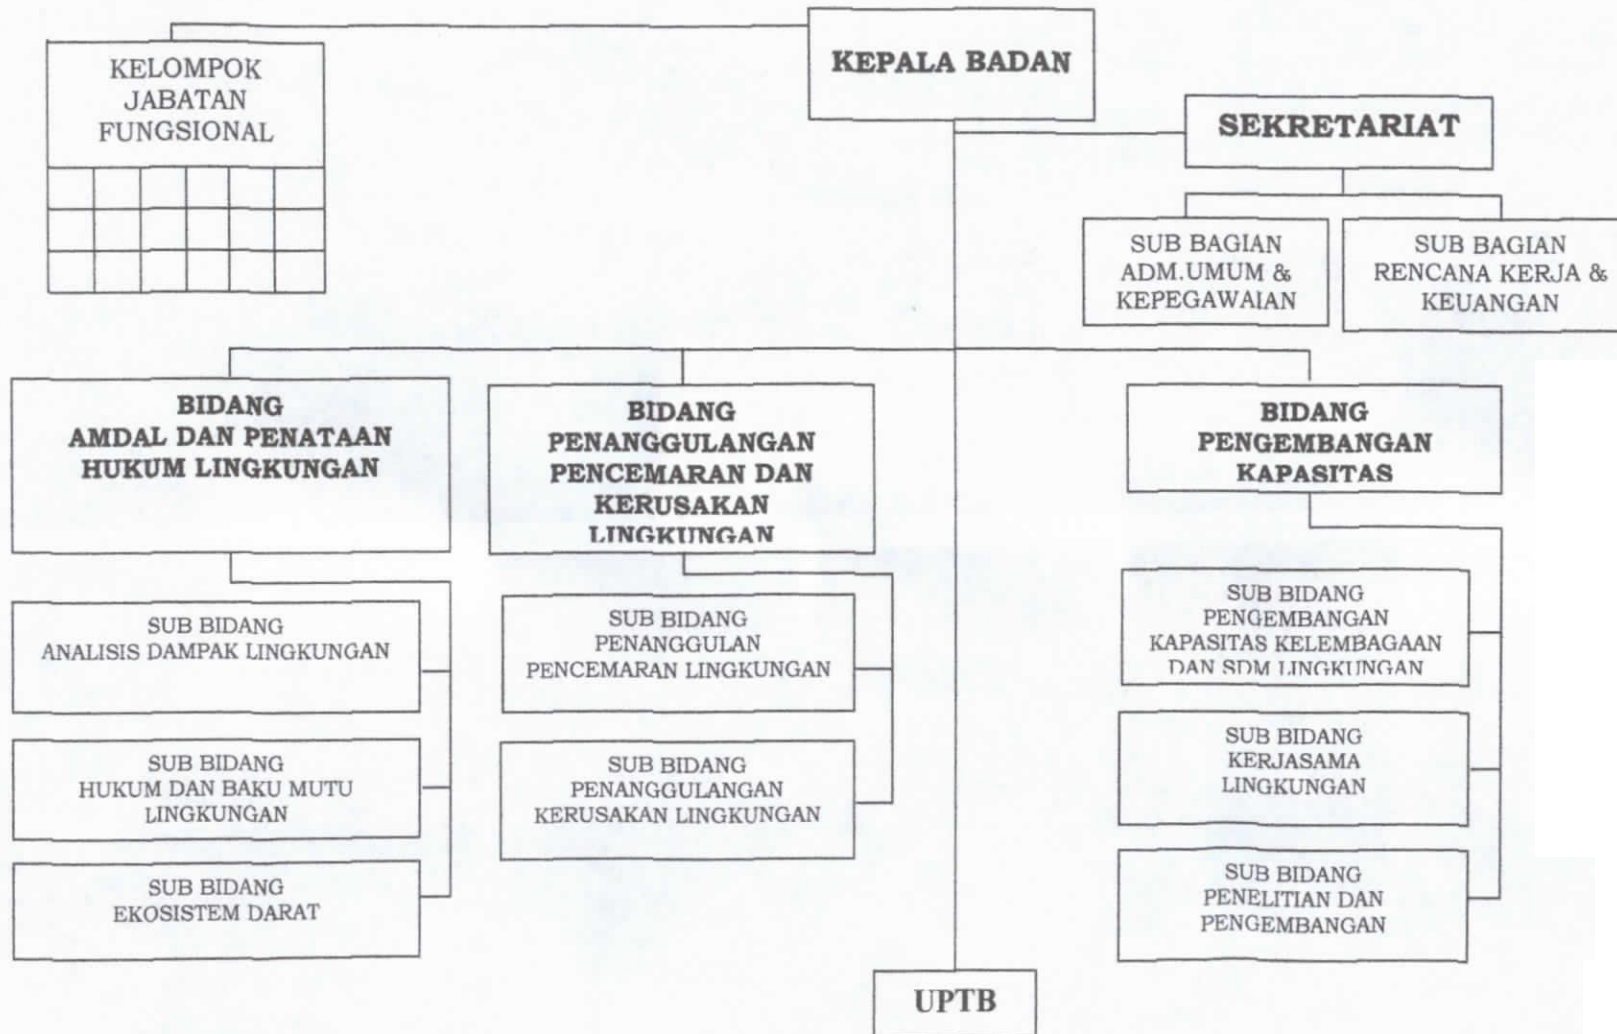 KEPALA BADAN
KELOMPOK
JABATAN
FUNGSIONAL
SEKRETARIAT
SUB BAGIAN
ADM.UMUM &
KEPEGAWAIAN
SUB BAGIAN
RENCANA KERJA &
KEUANGAN
BIDANG
AMDAL DAN PENATAAN
HUKUM LINGKUNGAN
BIDANG
PENANGGULANGAN
PENCEMARAN DAN
KERUSAKAN
LINGKUNGAN
BIDANG
PENGEMBANGAN
KAPASITAS
SUB BIDANG
ANALISIS DAMPAK LINGKUNGAN
SUB BIDANG
HUKUM DAN BAKU MUTU
LINGKUNGAN
SUB BIDANG
EKOSISTEM DARAT
SUB BIDANG
PENANGGULAN
PENCEMARAN LINGKUNGAN
SUB BIDANG
PENANGGULANGAN
KERUSAKAN LINGKUNGAN
SUB BIDANG
PENGEMBANGAN
KAPASITAS KELEMBAGAAN
DAN SDM LINGKUNGAN
SUB BIDANG
KERJASAMA
LINGKUNGAN
SUB BIDANG
PENELITIAN DAN
PENGEMBANGAN
UPTB